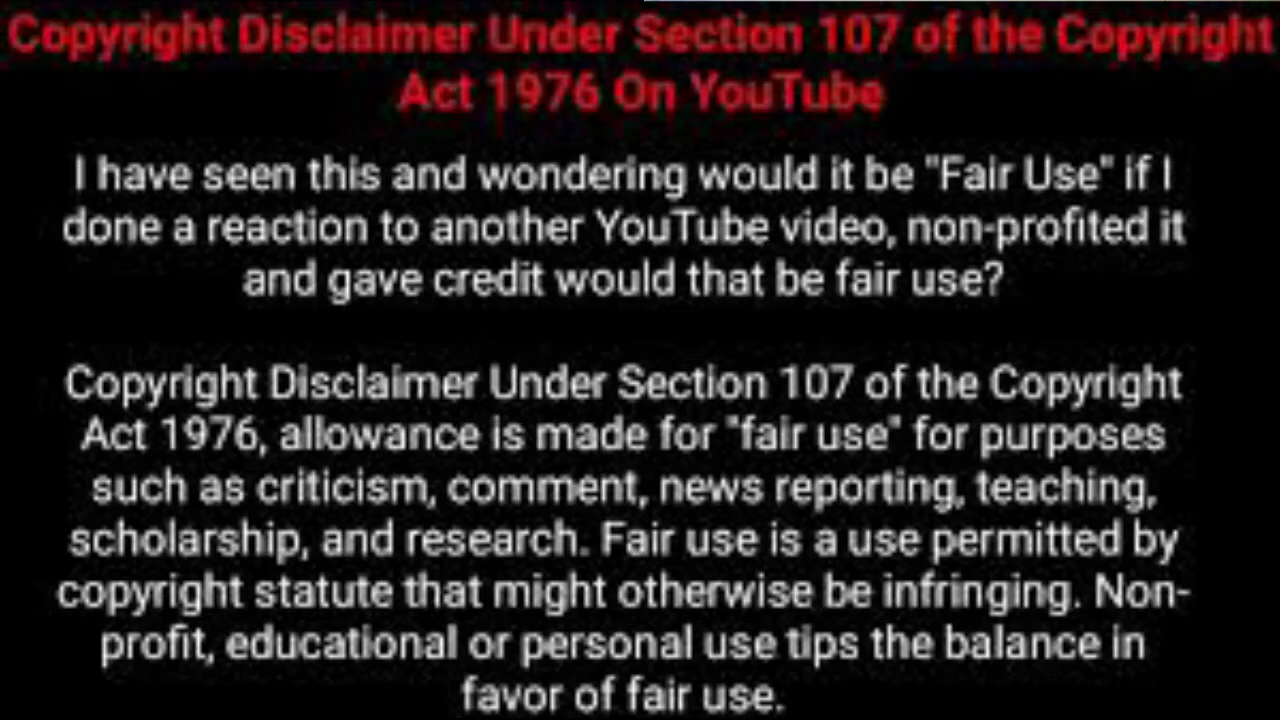 Copyright Disclaimer Under Section 107 of the Copyright
Act 1976 On YouTube
I have seen this and wondering would it be "Fair Use" if I
done a reaction to another YouTube video, non-profited it
and gave credit would that be fair use?
Copyright Disclaimer Under Section 107 of the Copyright
Act 1976, allowance is made for "fair use" for purposes
such as criticism, comment, news reporting, teaching,
scholarship, and research. Fair use is a use permitted by
copyright statute that might otherwise be infringing. Non-
profit, educational or personal use tips the balance in
favor of fair use.